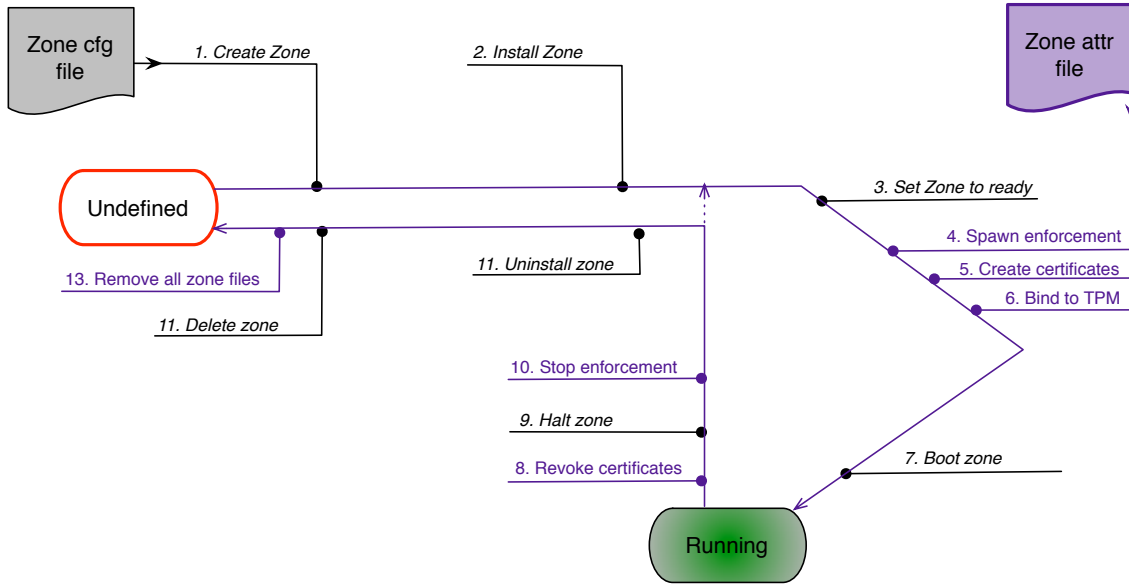 Zone cfg
file
1. Create Zone
2. Install Zone
Zone attr
file
Undefined
3. Set Zone to ready
4. Spawn enforcement
5. Create certificates
6. Bind to TPM
13. Remove all zone files
11. Uninstall zone
11. Delete zone
10. Stop enforcement
9. Halt zone
8. Revoke certificates
7. Boot zone
Running